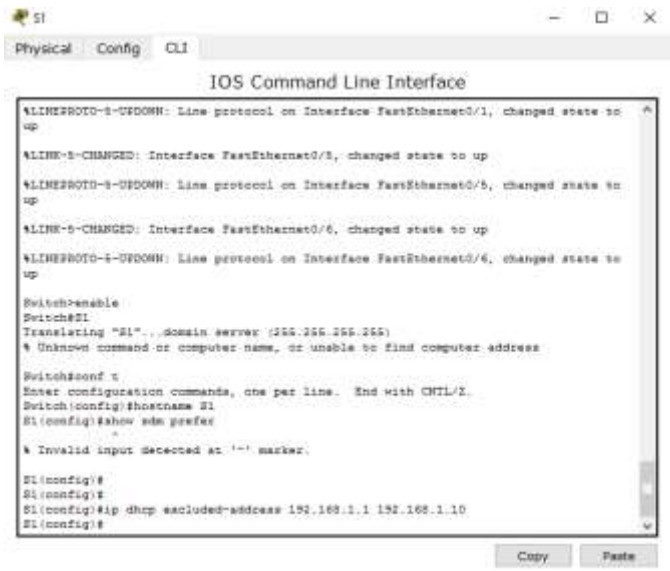 S1
Physical Config CLI
IOS Command Line Interface
%LINEPROTO-5-UPDOWN: Line protocol on Interface FastEthernet0/1, changed state to
up
%LINK-5-CHANGED: Interface FastEthernet0/5, changed state to up
%LINEPROTO-5-UPDOWN: Line protocol on Interface FastEthernet0/5, changed state to
up
%LINK-5-CHANGED: Interface FastEthernet0/6, changed state to up
%LINEPROTO-5-UPDOWN: Line protocol on Interface FastEthernet0/6, changed state to
up
Switch>enable
Switch#S1
Translating "S1"...domain server (255.255.255.255)
% Unknown command or computer name, or unable to find computer address
Switch#conf t
Enter configuration commands, one per line. End with CNTL/Z.
Switch(config)#hostname S1
S1(config)#show sdm prefer
^
% Invalid input detected at '^' marker.
S1(config)#
S1(config)#
S1(config)#ip dhcp excluded-address 192.168.1.1 192.168.1.10
S1(config)#
Copy Paste